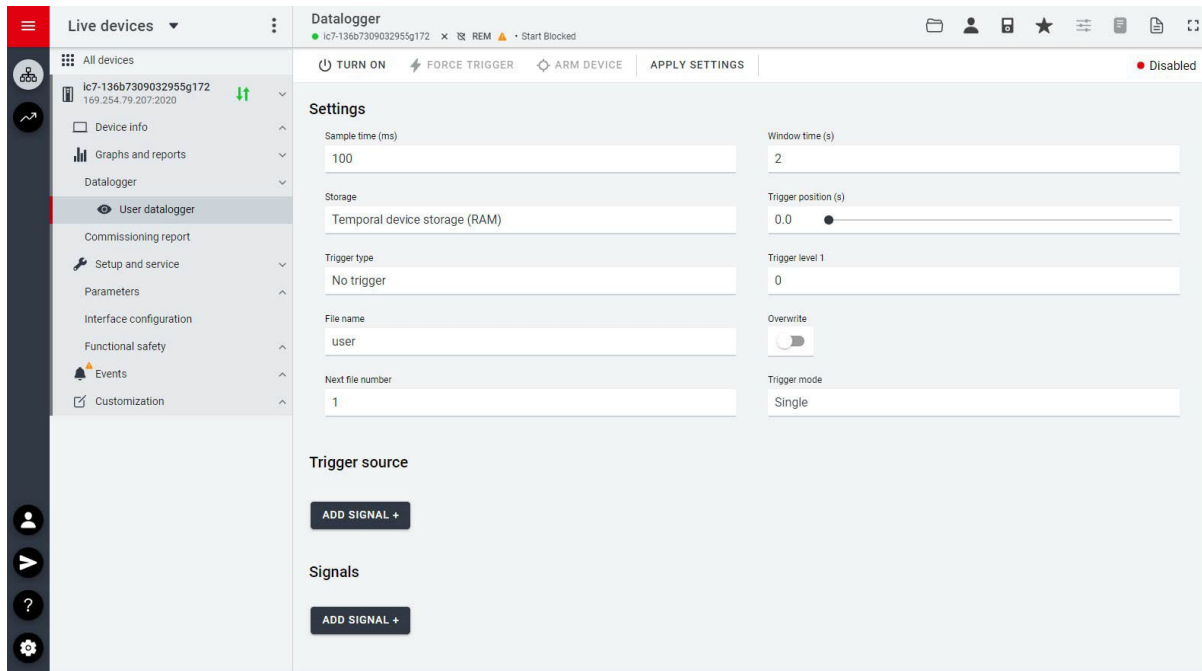 Live devices
Datalogger
ic7-136b7309032955g172 REM • Start Blocked
All devices
ic7-136b7309032955g172
169.254.79.207:2020
Device info
Graphs and reports
Datalogger
User datalogger
Commissioning report
Setup and service
Parameters
Interface configuration
Functional safety
Events
Customization
TURN ON FORCE TRIGGER ARM DEVICE APPLY SETTINGS
Disabled
Settings
Sample time (ms)
100
Window time (s)
2
Storage
Temporal device storage (RAM)
Trigger position (s)
0.0
Trigger type
No trigger
Trigger level 1
0
File name
user
Overwrite
Next file number
1
Trigger mode
Single
Trigger source
ADD SIGNAL +
Signals
ADD SIGNAL +